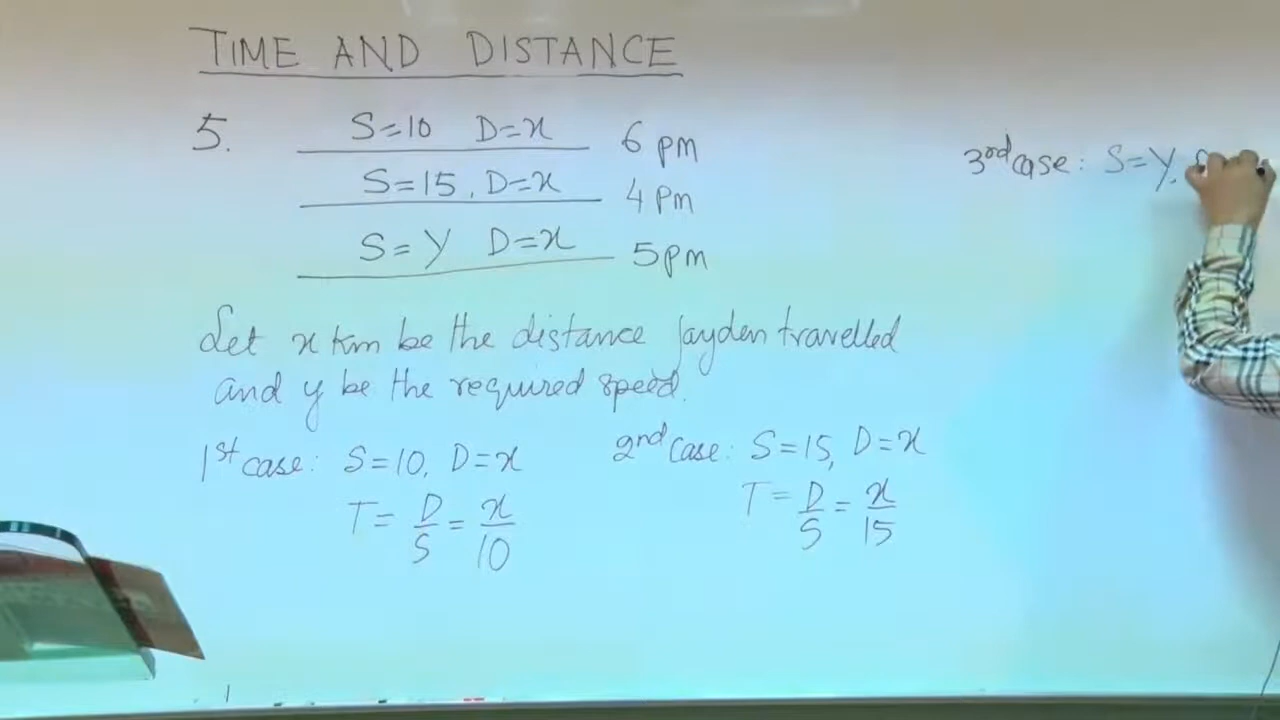 TIME AND DISTANCE
5. S=10 D=x 6 pm
S=15, D=x 4 pm
S=Y D=x 5pm
Let x km be the distance Jayden travelled
and y be the required speed.
1st case: S=10, D=x
T= D/S = x/10
2nd case: S=15, D=x
T= D/S = x/15
3rd case: S=Y,